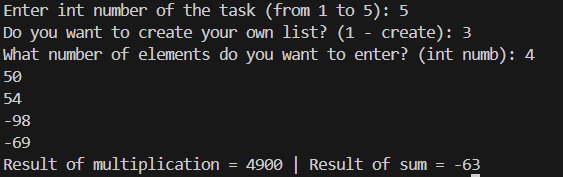 Enter int number of the task (from 1 to 5): 5
Do you want to create your own list? (1 - create): 3
What number of elements do you want to enter? (int numb): 4
50
54
-98
-69
Result of multiplication = 4900 | Result of sum = -63